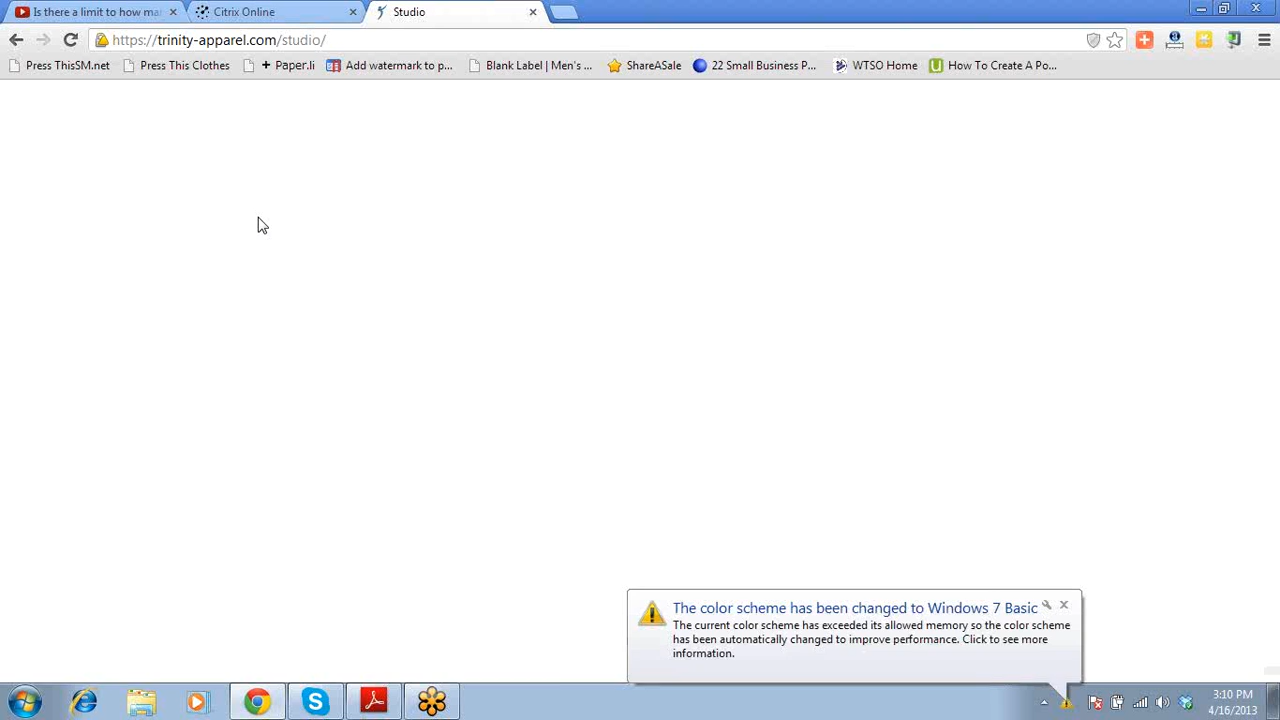 Is there a limit to how ma
Citrix Online
Studio
https://trinity-apparel.com/studio/
Press ThisSM.net
Press This Clothes
+ Paper.li
Add watermark to p...
Blank Label | Men's ...
ShareASale
22 Small Business P...
WTSO Home
How To Create A Po...
The color scheme has been changed to Windows 7 Basic
The current color scheme has exceeded its allowed memory so the color scheme
has been automatically changed to improve performance. Click to see more
information.
3:10 PM
4/16/2013